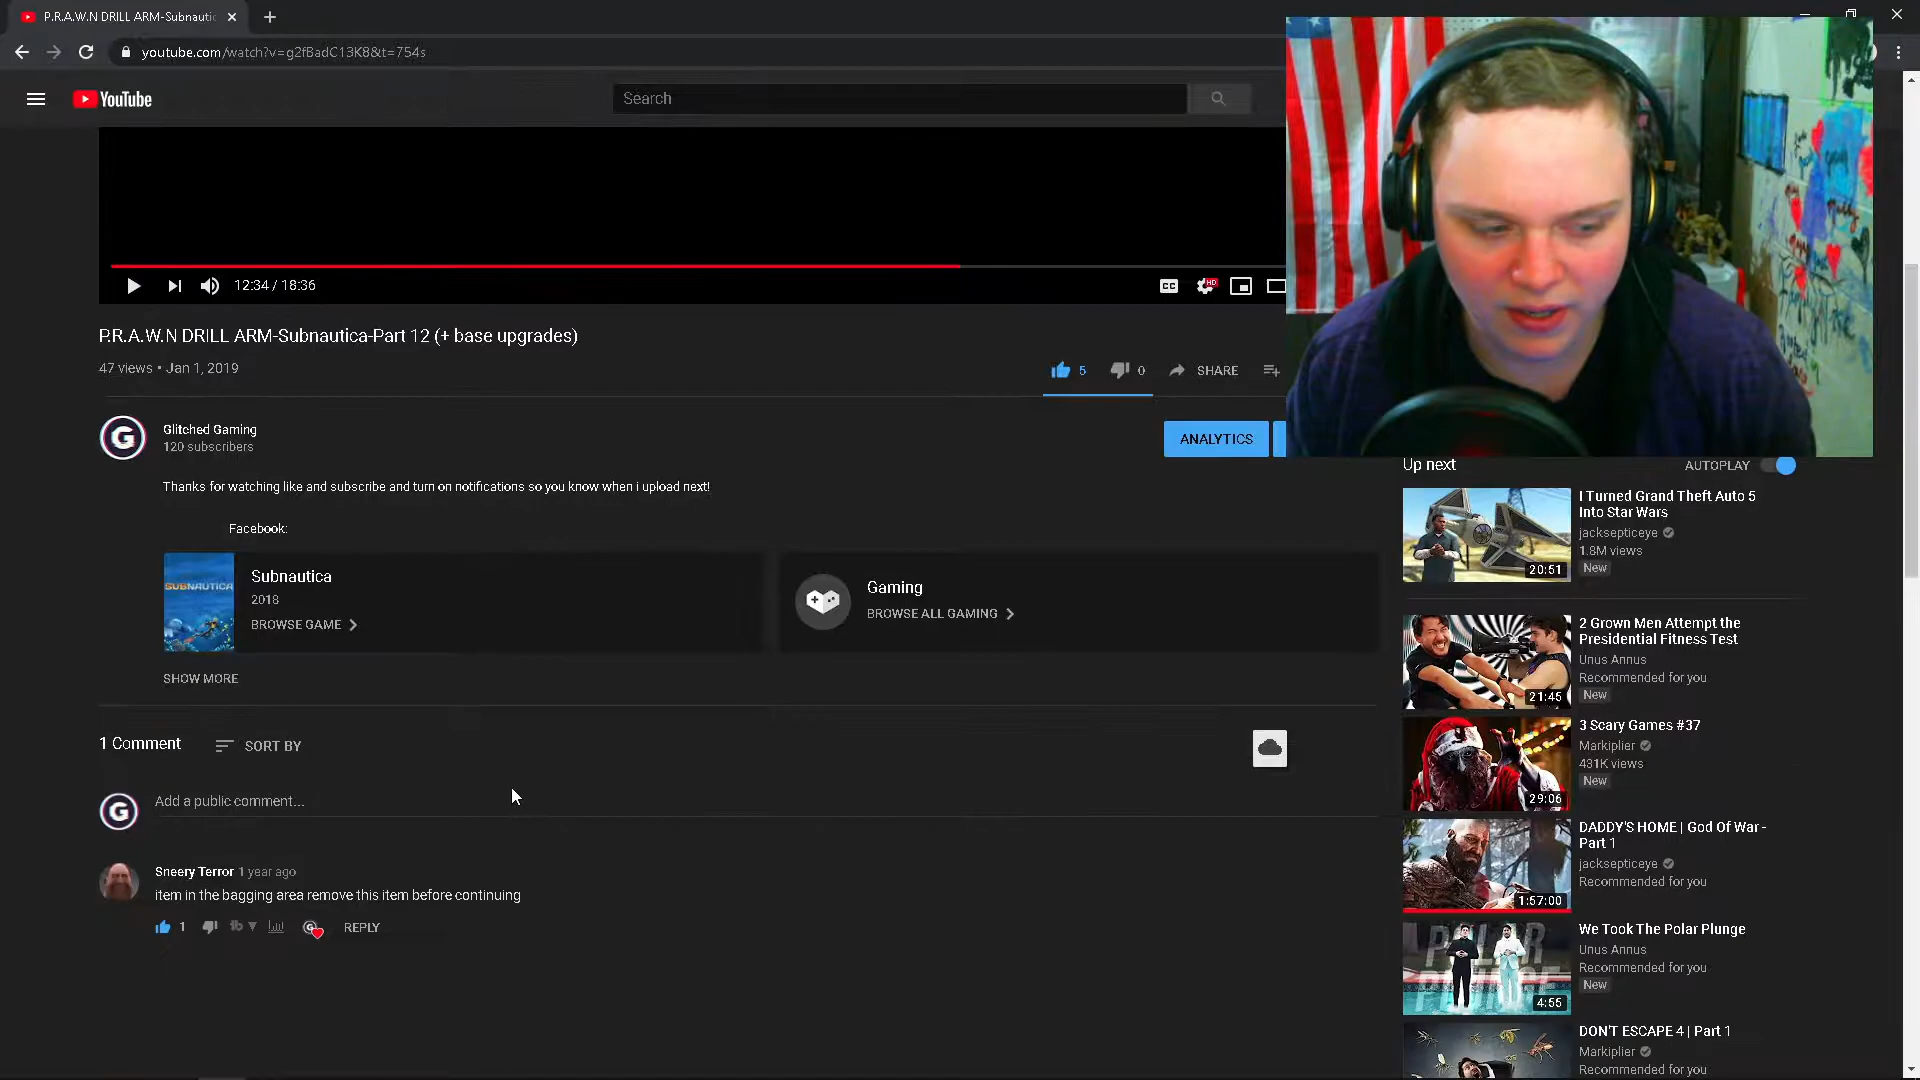 P.R.A.W.N DRILL ARM-Subnautic
youtube.com/watch?v=g2fBadC13K8&t=754s
YouTube
Search
12:34 / 18:36
CC
HD
P.R.A.W.N DRILL ARM-Subnautica-Part 12 (+ base upgrades)
47 views • Jan 1, 2019
5
0
SHARE
G
Glitched Gaming
120 subscribers
ANALYTICS
Thanks for watching like and subscribe and turn on notifications so you know when i upload next!
Facebook:
SUBNAUTICA
Subnautica
2018
BROWSE GAME
Gaming
BROWSE ALL GAMING
SHOW MORE
1 Comment
SORT BY
G
Add a public comment...
Sneery Terror 1 year ago
item in the bagging area remove this item before continuing
1
REPLY
Up next
AUTOPLAY
20:51
I Turned Grand Theft Auto 5
Into Star Wars
jacksepticeye
1.8M views
New
21:45
2 Grown Men Attempt the
Presidential Fitness Test
Unus Annus
Recommended for you
New
29:06
3 Scary Games #37
Markiplier
431K views
New
1:57:00
DADDY'S HOME | God Of War -
Part 1
jacksepticeye
Recommended for you
4:55
We Took The Polar Plunge
Unus Annus
Recommended for you
New
DON'T ESCAPE 4 | Part 1
Markiplier
Recommended for you